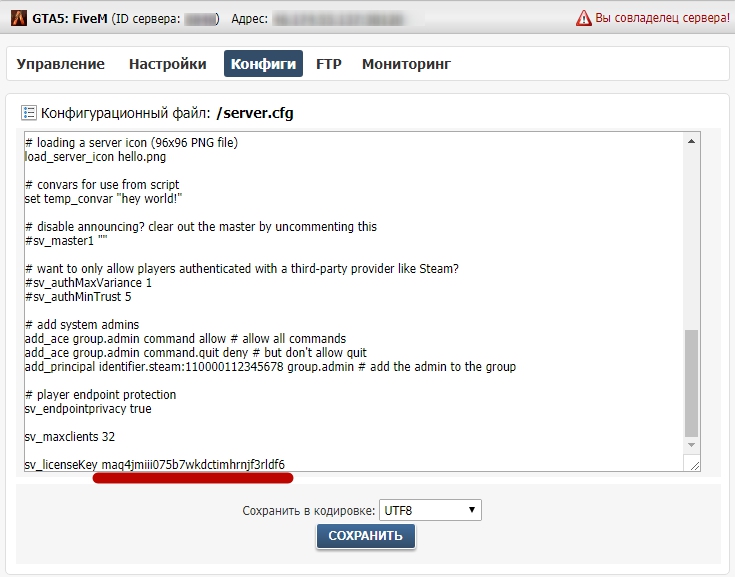 GTA5: FiveM (ID сервера: ) Адрес:
Вы совладелец сервера!
Управление Настройки Конфиги FTP Мониторинг
Конфигурационный файл: /server.cfg
# loading a server icon (96x96 PNG file)
load_server_icon hello.png
# convars for use from script
set temp_convar "hey world!"
# disable announcing? clear out the master by uncommenting this
#sv_master1 ""
# want to only allow players authenticated with a third-party provider like Steam?
#sv_authMaxVariance 1
#sv_authMinTrust 5
# add system admins
add_ace group.admin command allow # allow all commands
add_ace group.admin command.quit deny # but don't allow quit
add_principal identifier.steam:110000112345678 group.admin # add the admin to the group
# player endpoint protection
sv_endpointprivacy true
sv_maxclients 32
sv_licenseKey maq4jmiii075b7wkdctimhrnjf3rldf6
Сохранить в кодировке: UTF8
СОХРАНИТЬ